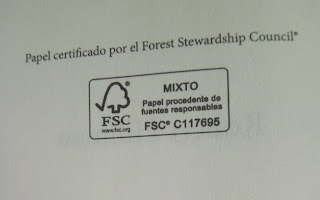 Papel certificado por el Forest Stewardship Council®
MIXTO
Papel procedente de
fuentes responsables
FSC® C117695
FSC
www.fsc.org